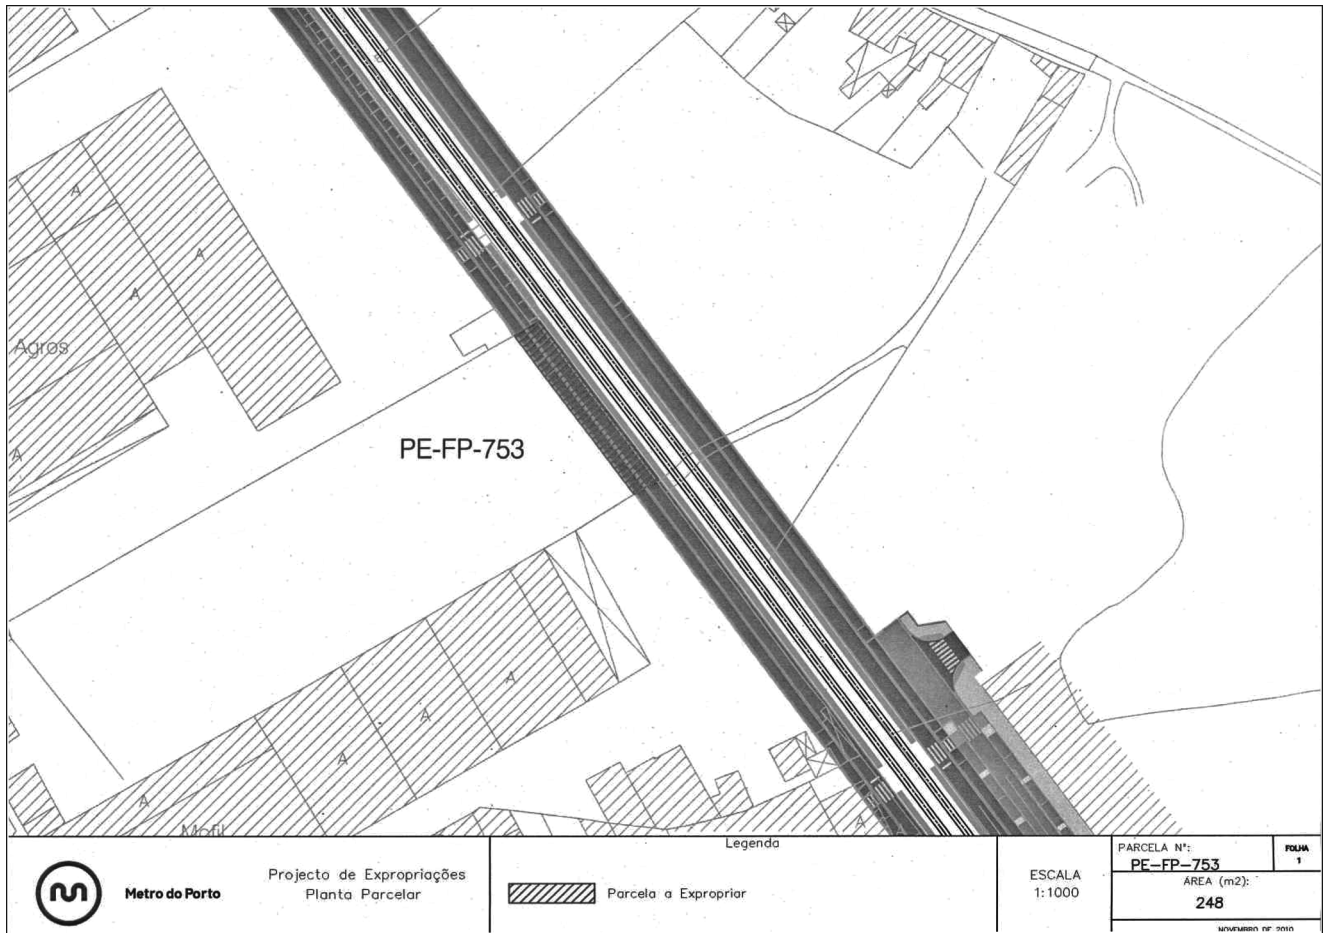 A
A
A
Agros
A
PE-FP-753
A
A
A
A
Mofil
A
A
Legenda
Metro do Porto
Projecto de Expropriações
Planta Parcelar
Parcela a Expropriar
ESCALA
1:1000
PARCELA Nº:
PE-FP-753
FOLHA
1
ÁREA (m2):
248
NOVEMBRO DE 2010